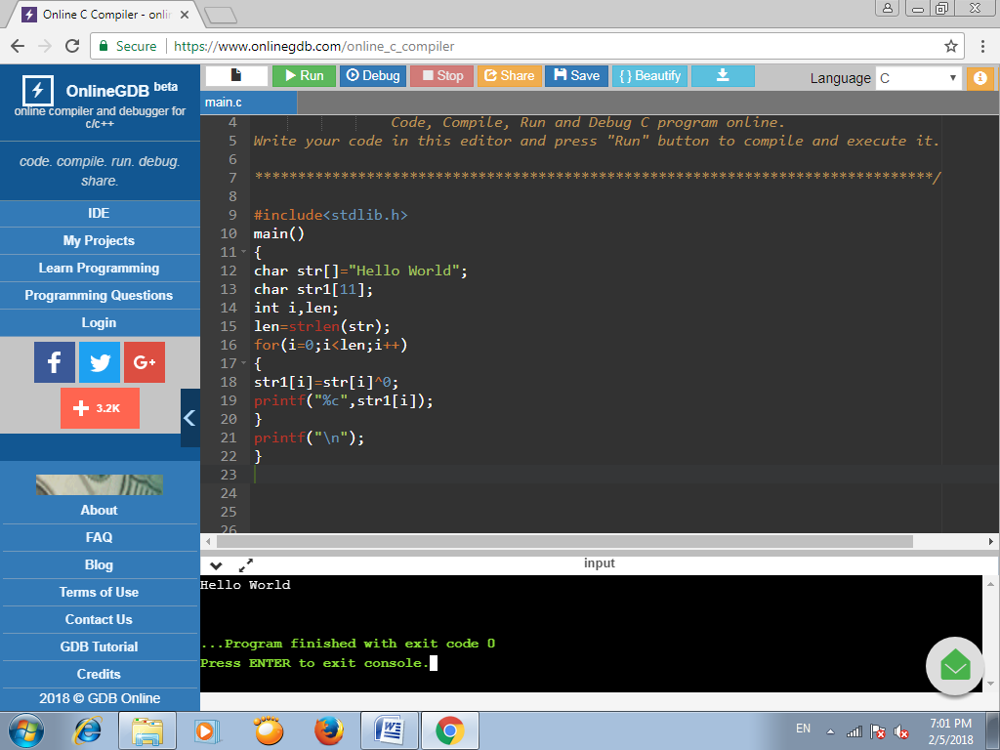 Online C Compiler - onlin
Secure | https://www.onlinegdb.com/online_c_compiler
OnlineGDB beta
online compiler and debugger for
c/c++
code. compile. run. debug.
share.
IDE
My Projects
Learn Programming
Programming Questions
Login
f
G+
+ 3.2K
<
About
FAQ
Blog
Terms of Use
Contact Us
GDB Tutorial
Credits
2018 © GDB Online
Run Debug Stop Share Save { } Beautify Language C i
main.c
4 Code, Compile, Run and Debug C program online.
5 Write your code in this editor and press "Run" button to compile and execute it.
6
7 *******************************************************************************/
8
9 #include<stdlib.h>
10 main()
11 {
12 char str[]="Hello World";
13 char str1[11];
14 int i,len;
15 len=strlen(str);
16 for(i=0;i<len;i++)
17 {
18 str1[i]=str[i]^0;
19 printf("%c",str1[i]);
20 }
21 printf("\n");
22 }
23
24
25
26
input
Hello World
...Program finished with exit code 0
Press ENTER to exit console.
EN 7:01 PM
2/5/2018